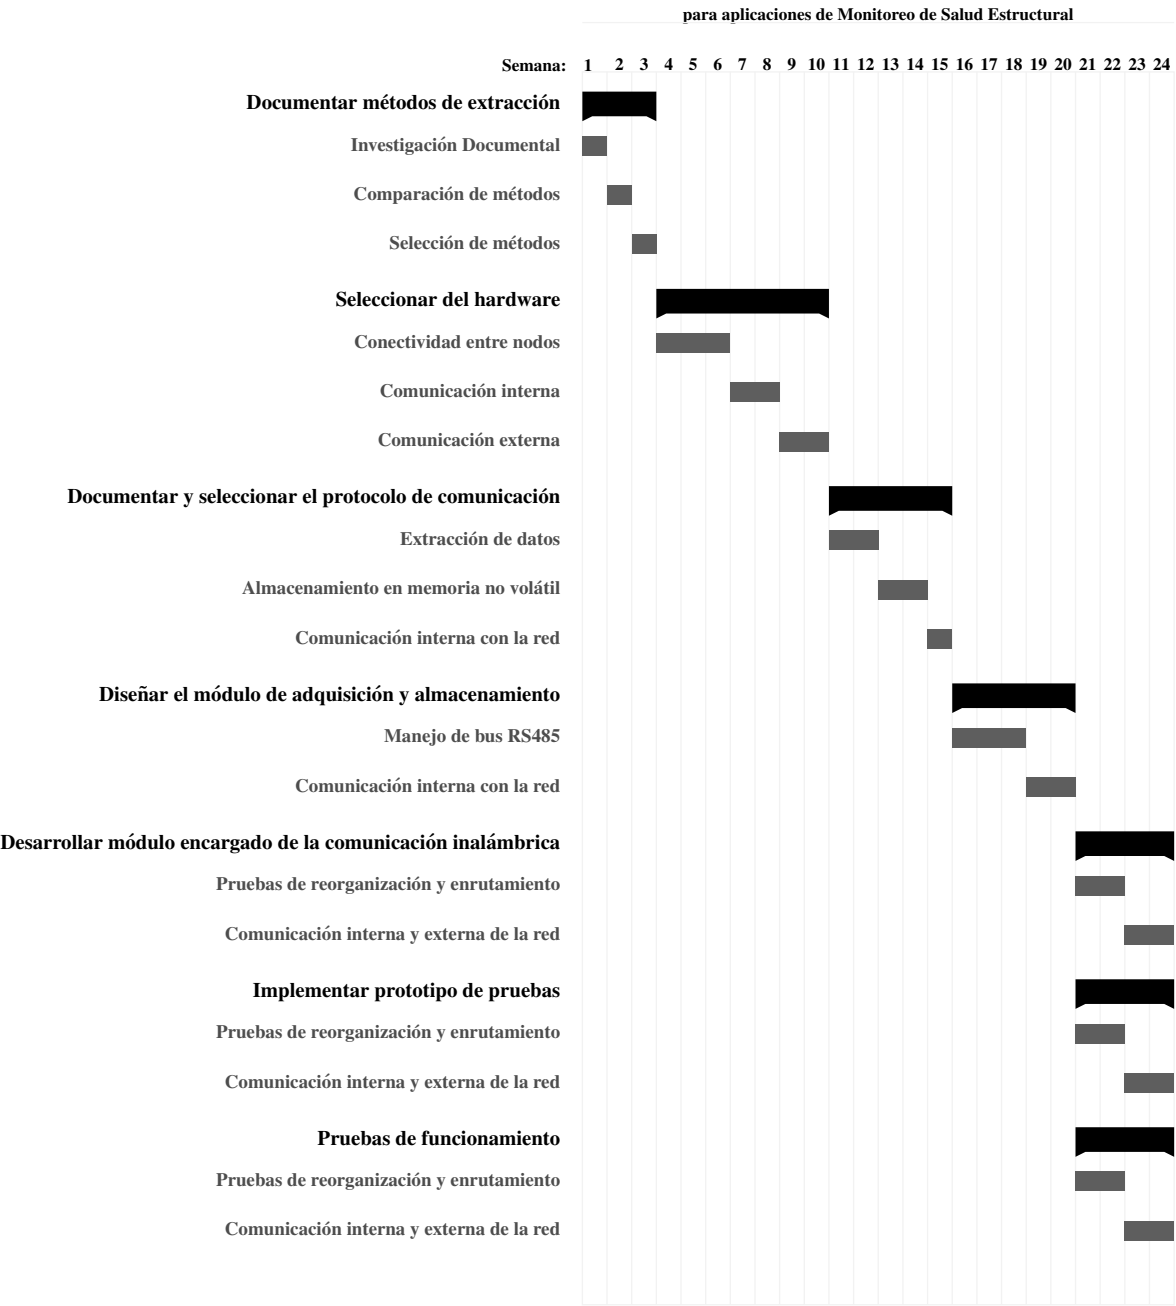 para aplicaciones de Monitoreo de Salud Estructural
Semana: 1 2 3 4 5 6 7 8 9 10 11 12 13 14 15 16 17 18 19 20 21 22 23 24
Documentar métodos de extracción
Investigación Documental
Comparación de métodos
Selección de métodos
Seleccionar del hardware
Conectividad entre nodos
Comunicación interna
Comunicación externa
Documentar y seleccionar el protocolo de comunicación
Extracción de datos
Almacenamiento en memoria no volátil
Comunicación interna con la red
Diseñar el módulo de adquisición y almacenamiento
Manejo de bus RS485
Comunicación interna con la red
Desarrollar módulo encargado de la comunicación inalámbrica
Pruebas de reorganización y enrutamiento
Comunicación interna y externa de la red
Implementar prototipo de pruebas
Pruebas de reorganización y enrutamiento
Comunicación interna y externa de la red
Pruebas de funcionamiento
Pruebas de reorganización y enrutamiento
Comunicación interna y externa de la red